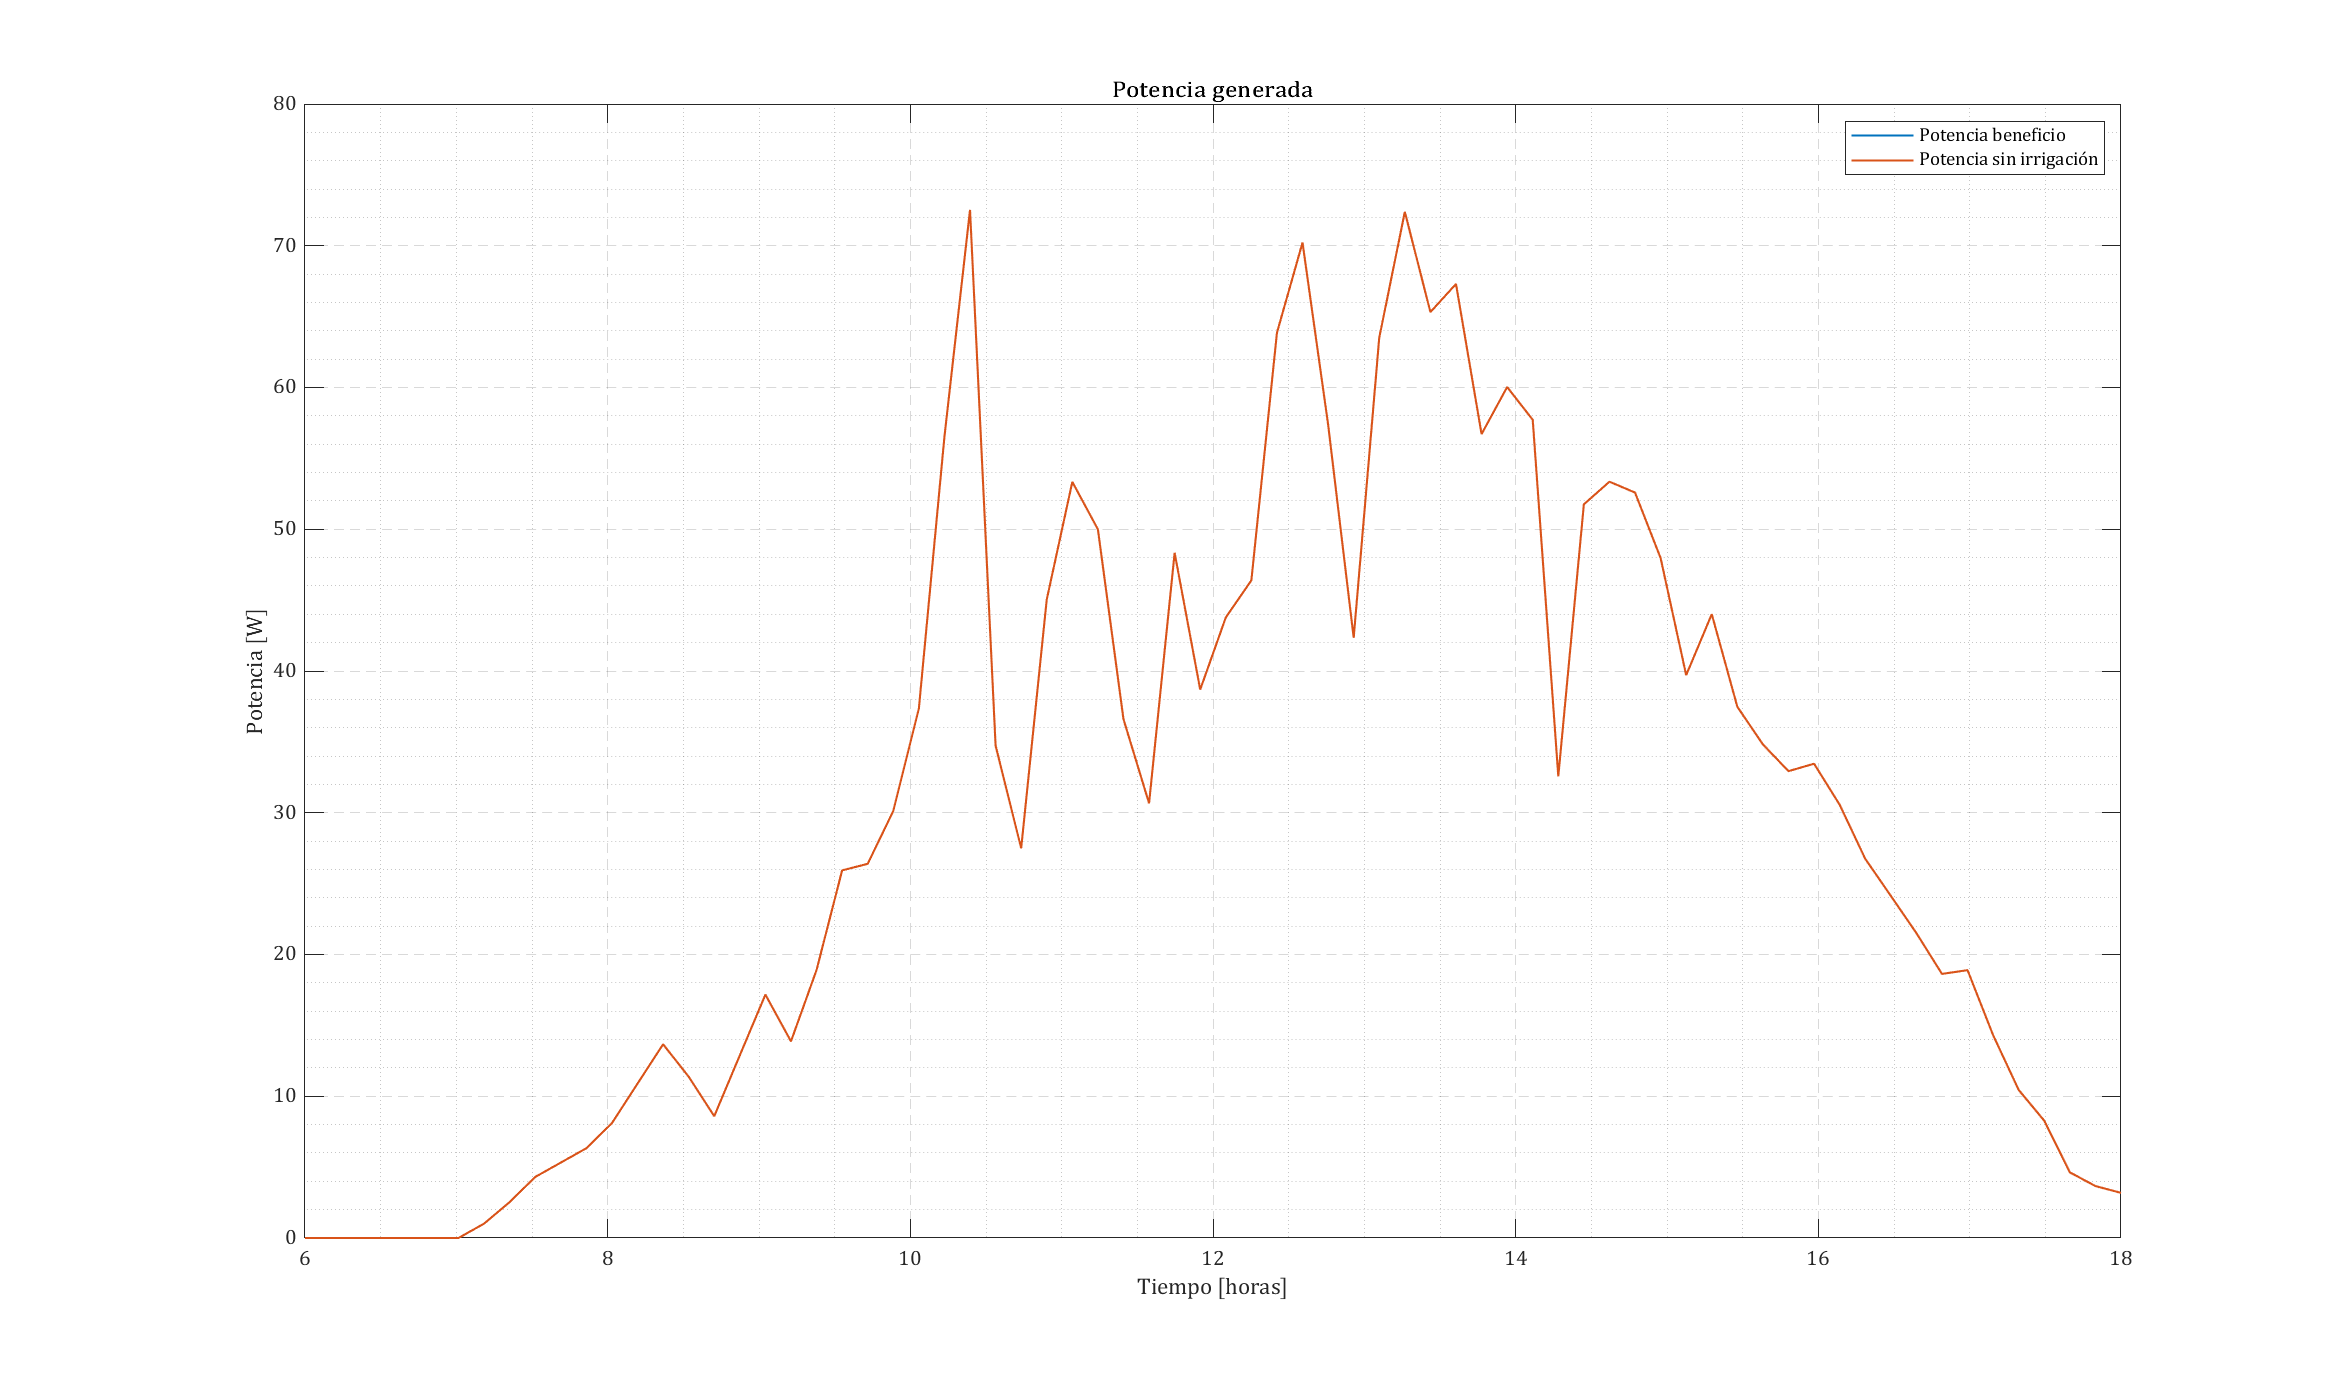 Potencia generada
80
70
60
50
40
30
20
10
0
Potencia [W]
Potencia beneficio
Potencia sin irrigación
6 8 10 12 14 16 18
Tiempo [horas]